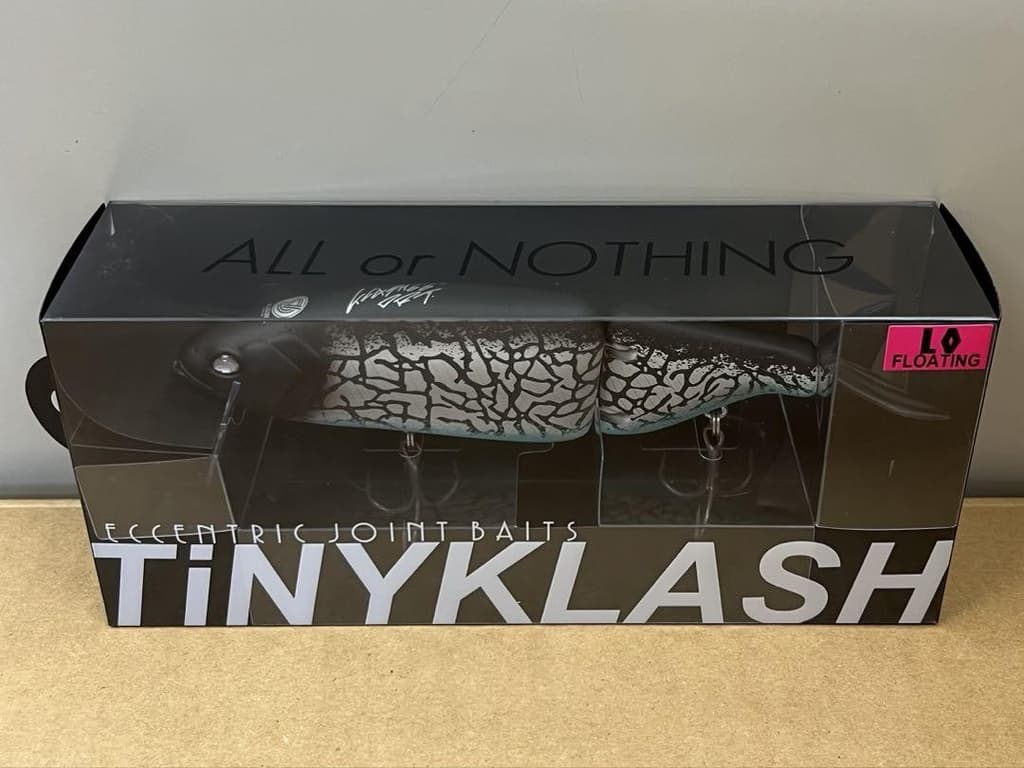 ALL or NOTHING
LO
FLOATING
ECCENTRIC JOINT BAITS
TiNYKLASH